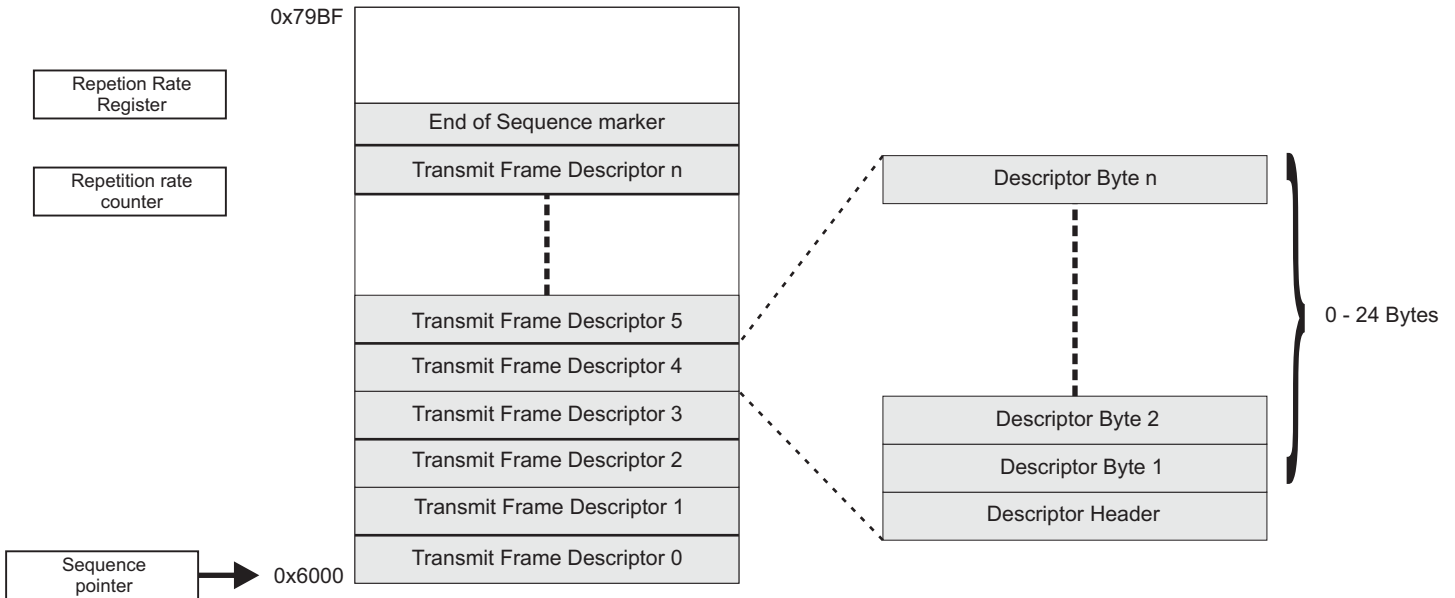 0x79BF
Repetion Rate
Register
End of Sequence marker
Transmit Frame Descriptor n
Repetition rate
counter
Descriptor Byte n
Transmit Frame Descriptor 5
0 - 24 Bytes
Transmit Frame Descriptor 4
Transmit Frame Descriptor 3
Descriptor Byte 2
Transmit Frame Descriptor 2
Descriptor Byte 1
Transmit Frame Descriptor 1
Descriptor Header
Transmit Frame Descriptor 0
Sequence
pointer
0x6000